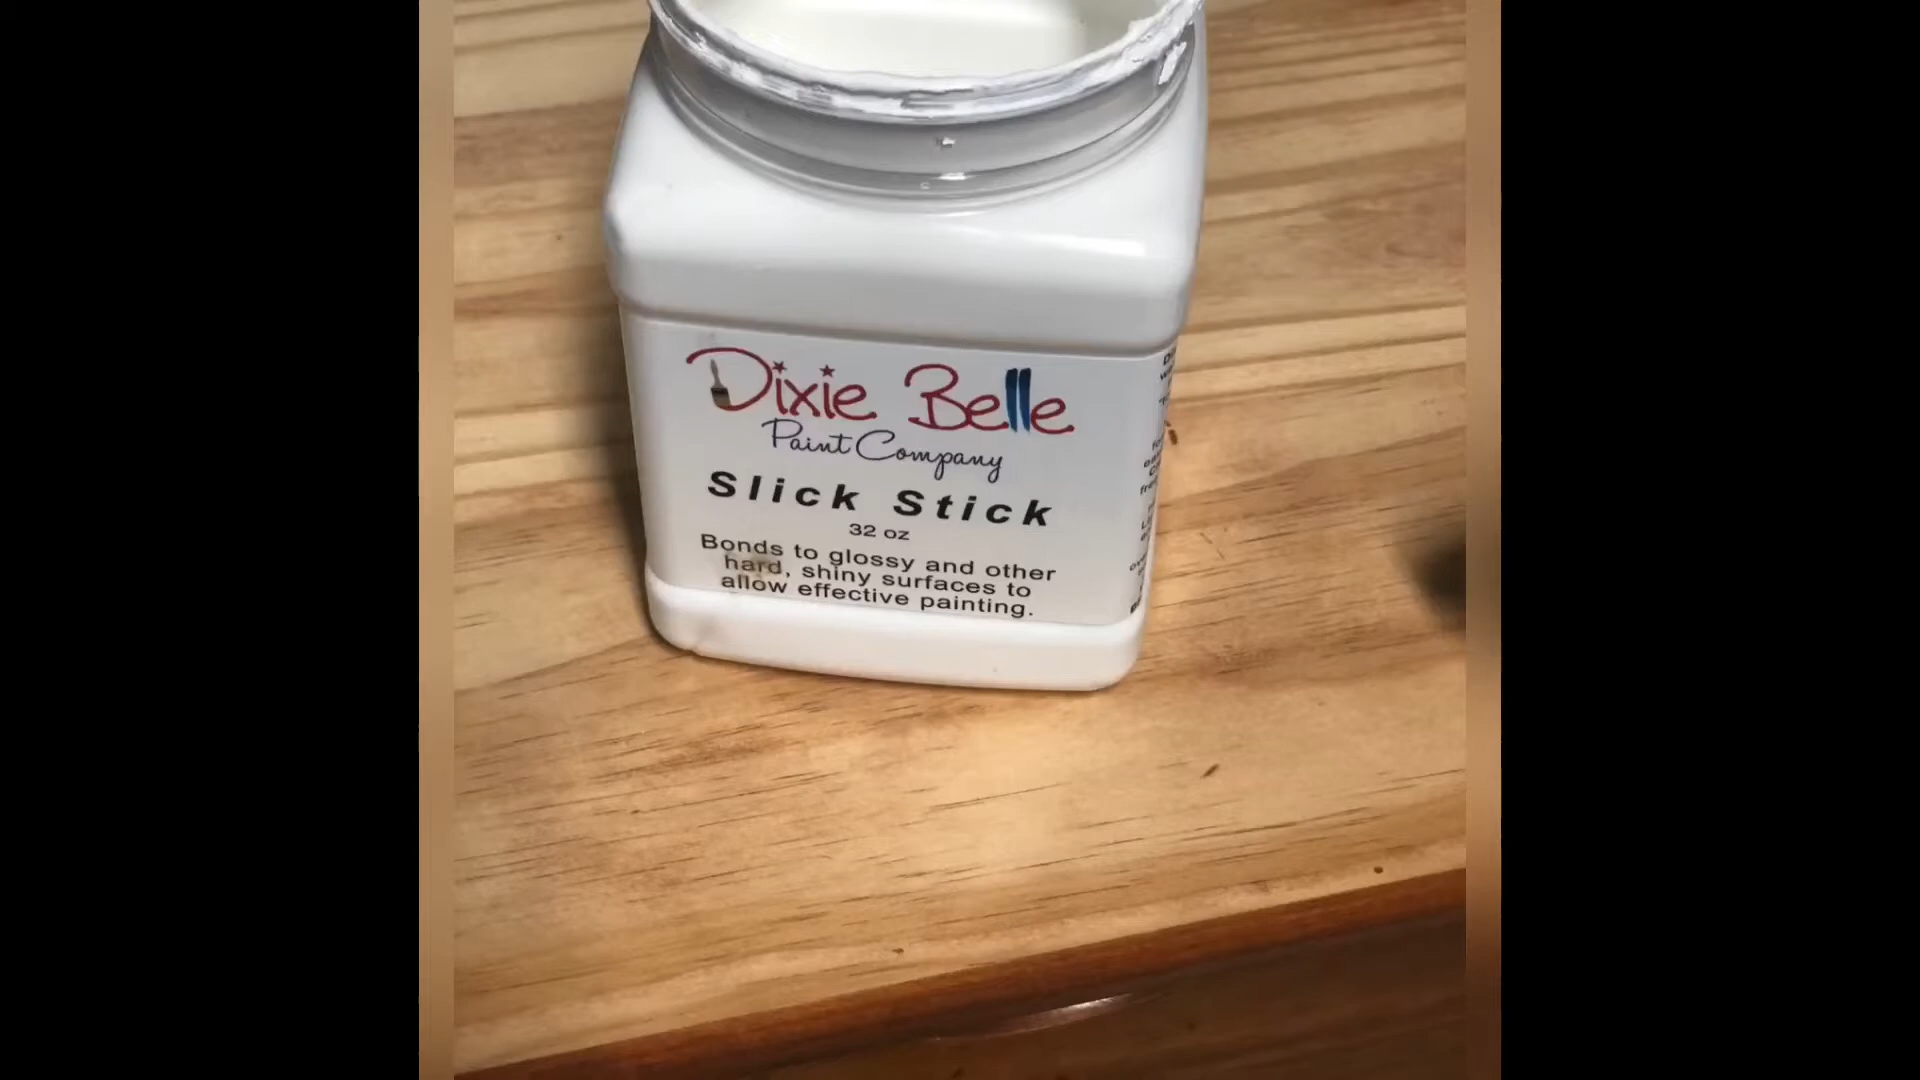 Dixie Belle
Paint Company
Slick Stick
32 oz
Bonds to glossy and other
hard, shiny surfaces to
allow effective painting.